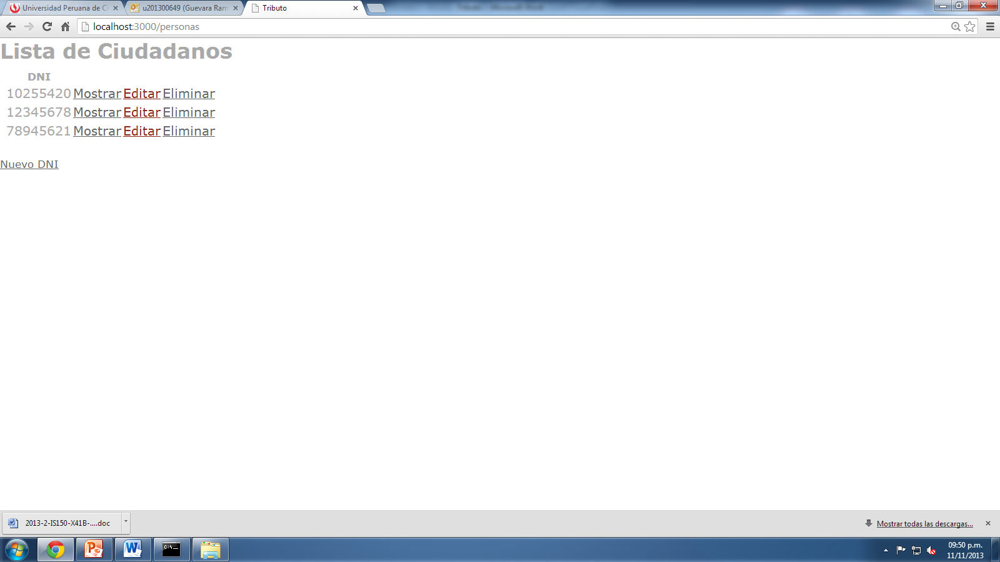 Universidad Peruana de Ci
u201300649 (Guevara Ram
Tributo
localhost:3000/personas
Lista de Ciudadanos
DNI
10255420 Mostrar Editar Eliminar
12345678 Mostrar Editar Eliminar
78945621 Mostrar Editar Eliminar
Nuevo DNI
2013-2-IS150-X41B-....doc
Mostrar todas las descargas...
09:50 p.m.
11/11/2013